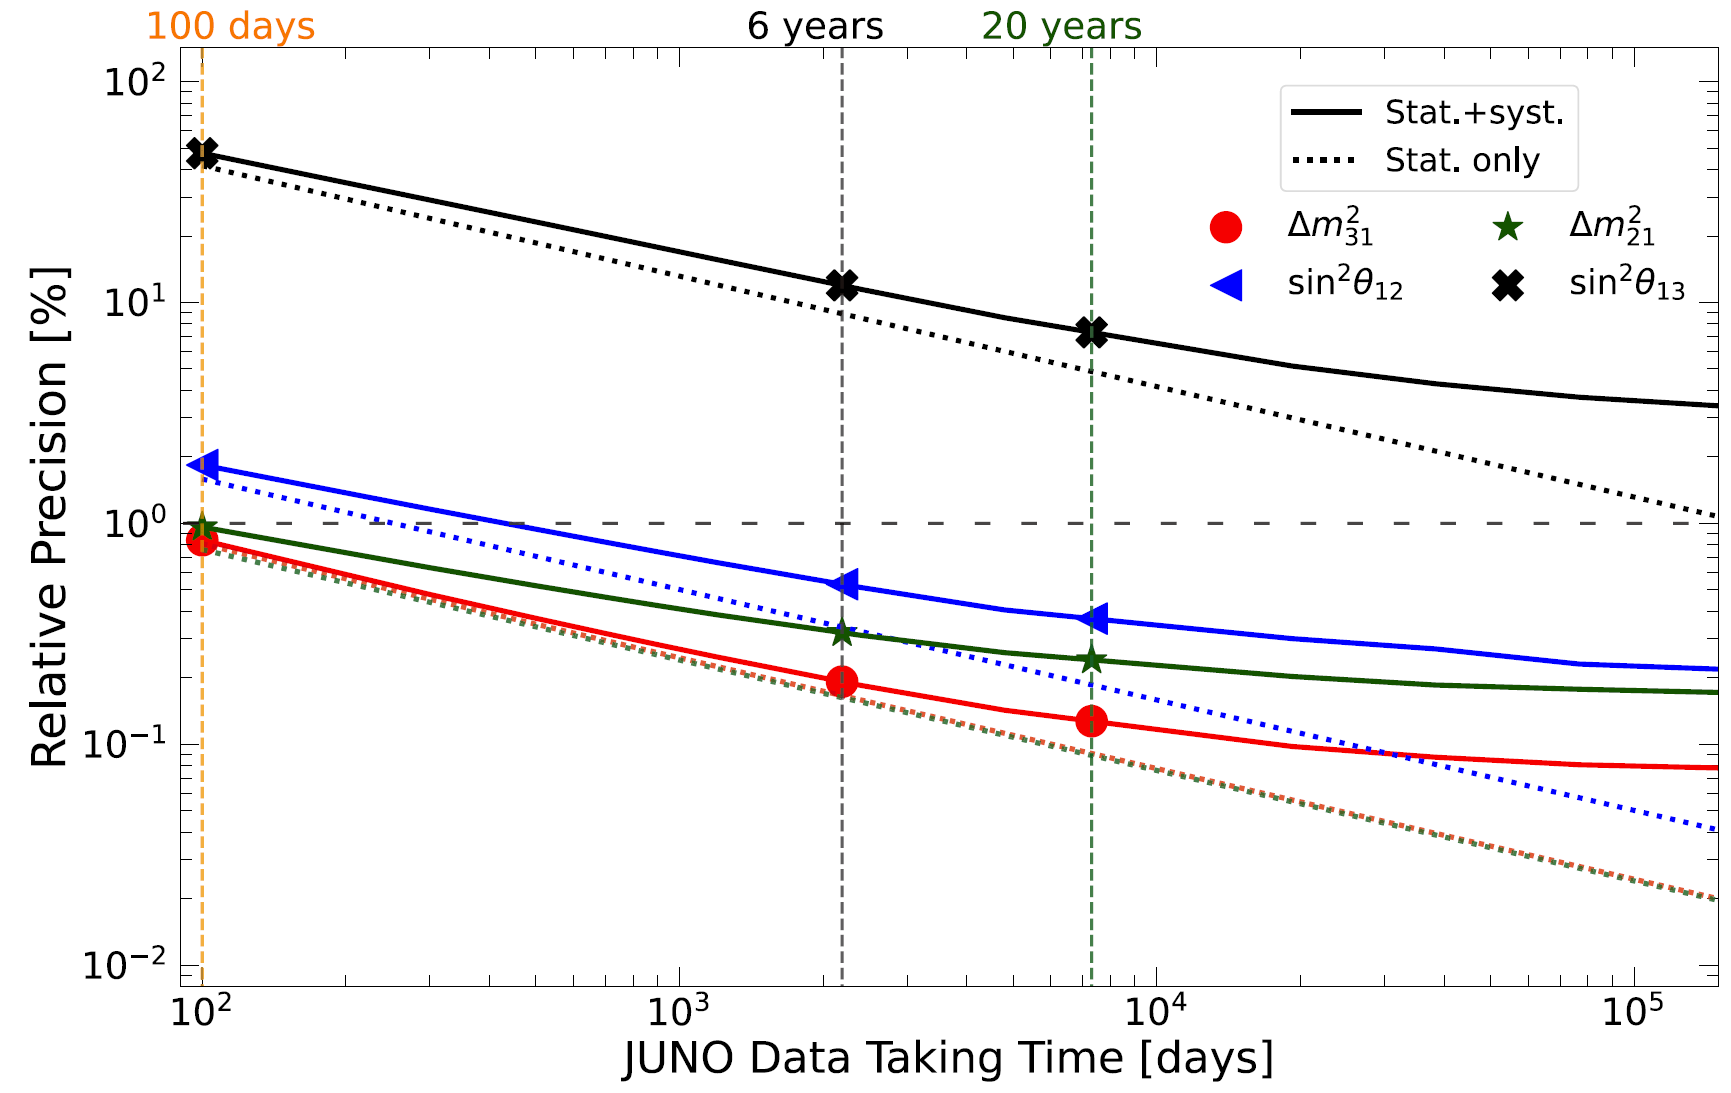 100 days 6 years 20 years
10² 
10¹
10⁰
10⁻¹
10⁻²
Relative Precision [%]
Stat.+syst.
Stat. only
Δm²₃₁ Δm²₂₁
sin²θ₁₂ sin²θ₁₃
10² 10³ 10⁴ 10⁵
JUNO Data Taking Time [days]